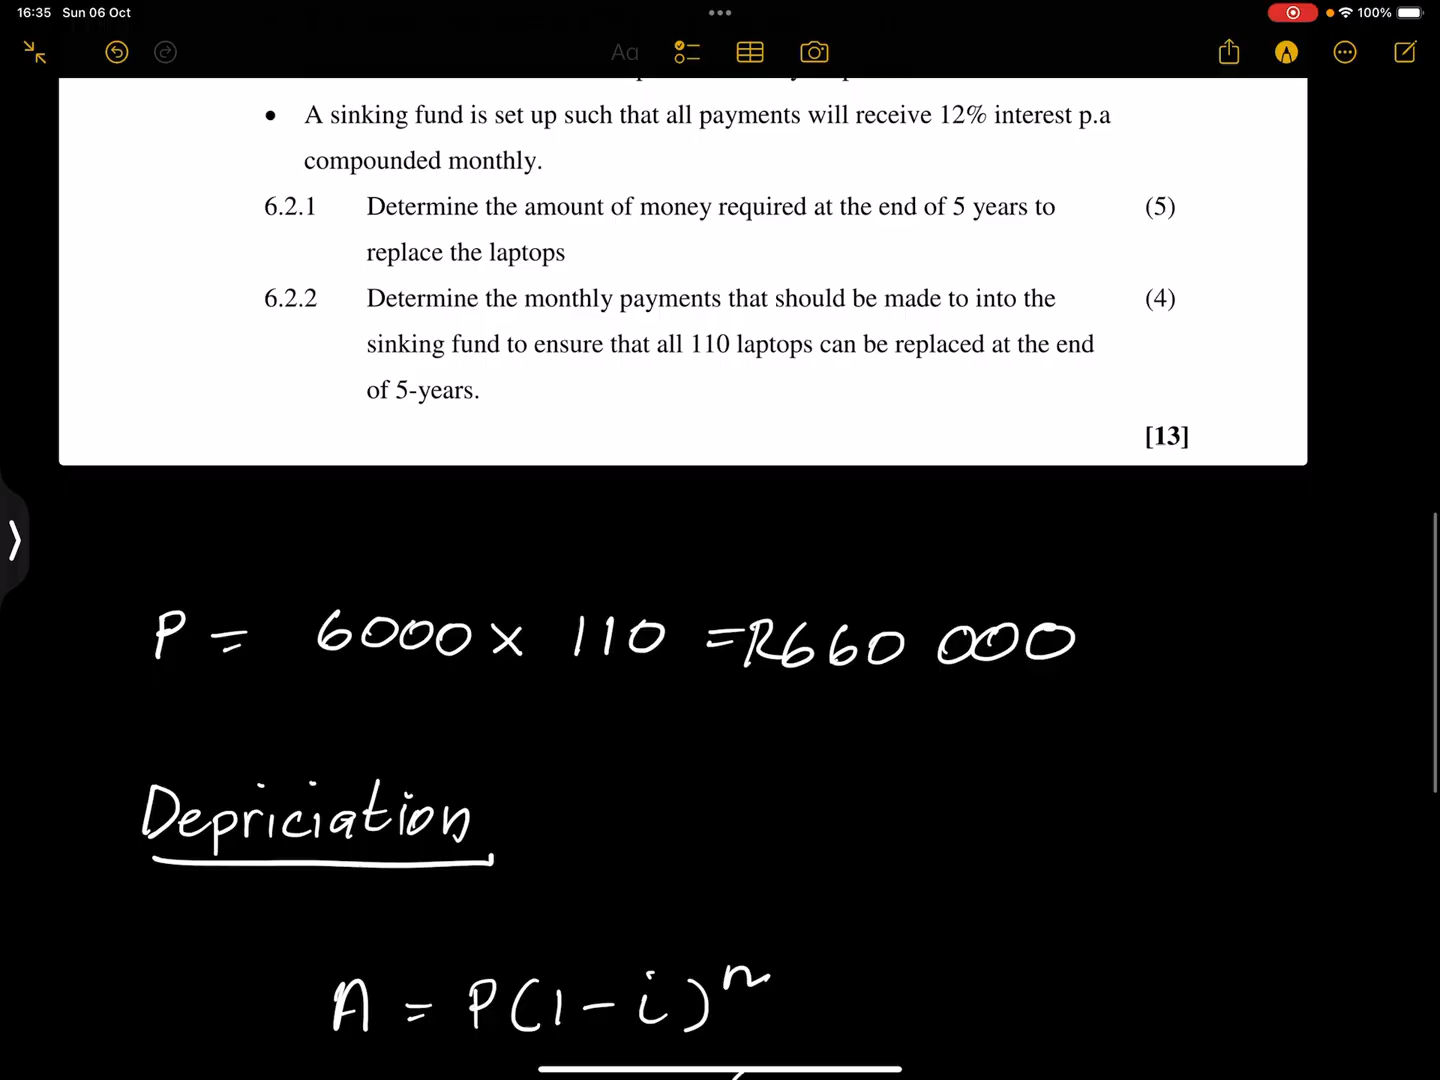 16:35 Sun 06 Oct 100%
Aa
• A sinking fund is set up such that all payments will receive 12% interest p.a
compounded monthly.
6.2.1 Determine the amount of money required at the end of 5 years to (5)
replace the laptops
6.2.2 Determine the monthly payments that should be made to into the (4)
sinking fund to ensure that all 110 laptops can be replaced at the end
of 5-years.
[13]
P = 6000 × 110 = R660 000
Depriciation
A = P(1 - i)^n